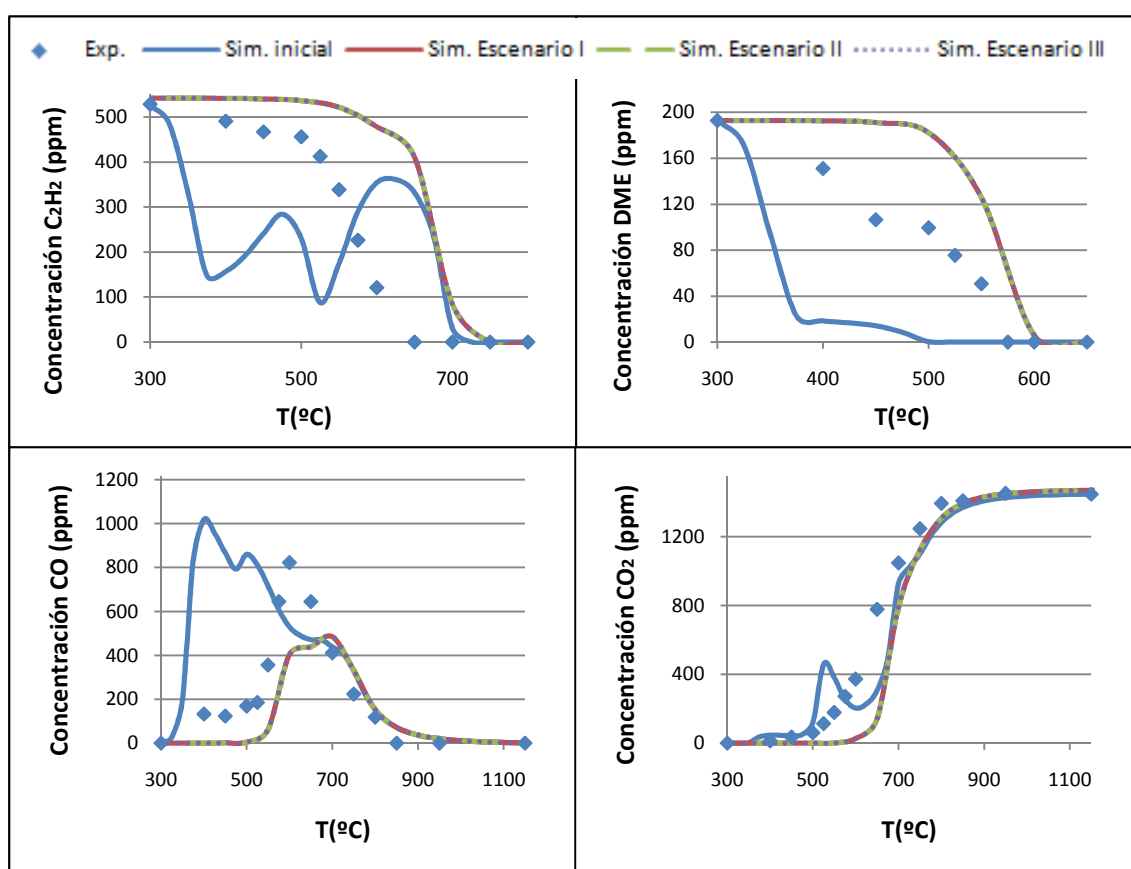 Exp. Sim. inicial Sim. Escenario I Sim. Escenario II Sim. Escenario III
Concentración C2H2 (ppm)
500
400
300
200
100
0
300 500 700
T(ºC)
Concentración DME (ppm)
200
160
120
80
40
0
300 400 500 600
T(ºC)
Concentración CO (ppm)
1200
1000
800
600
400
200
0
300 500 700 900 1100
T(ºC)
Concentración CO2 (ppm)
1200
800
400
0
300 500 700 900 1100
T(ºC)